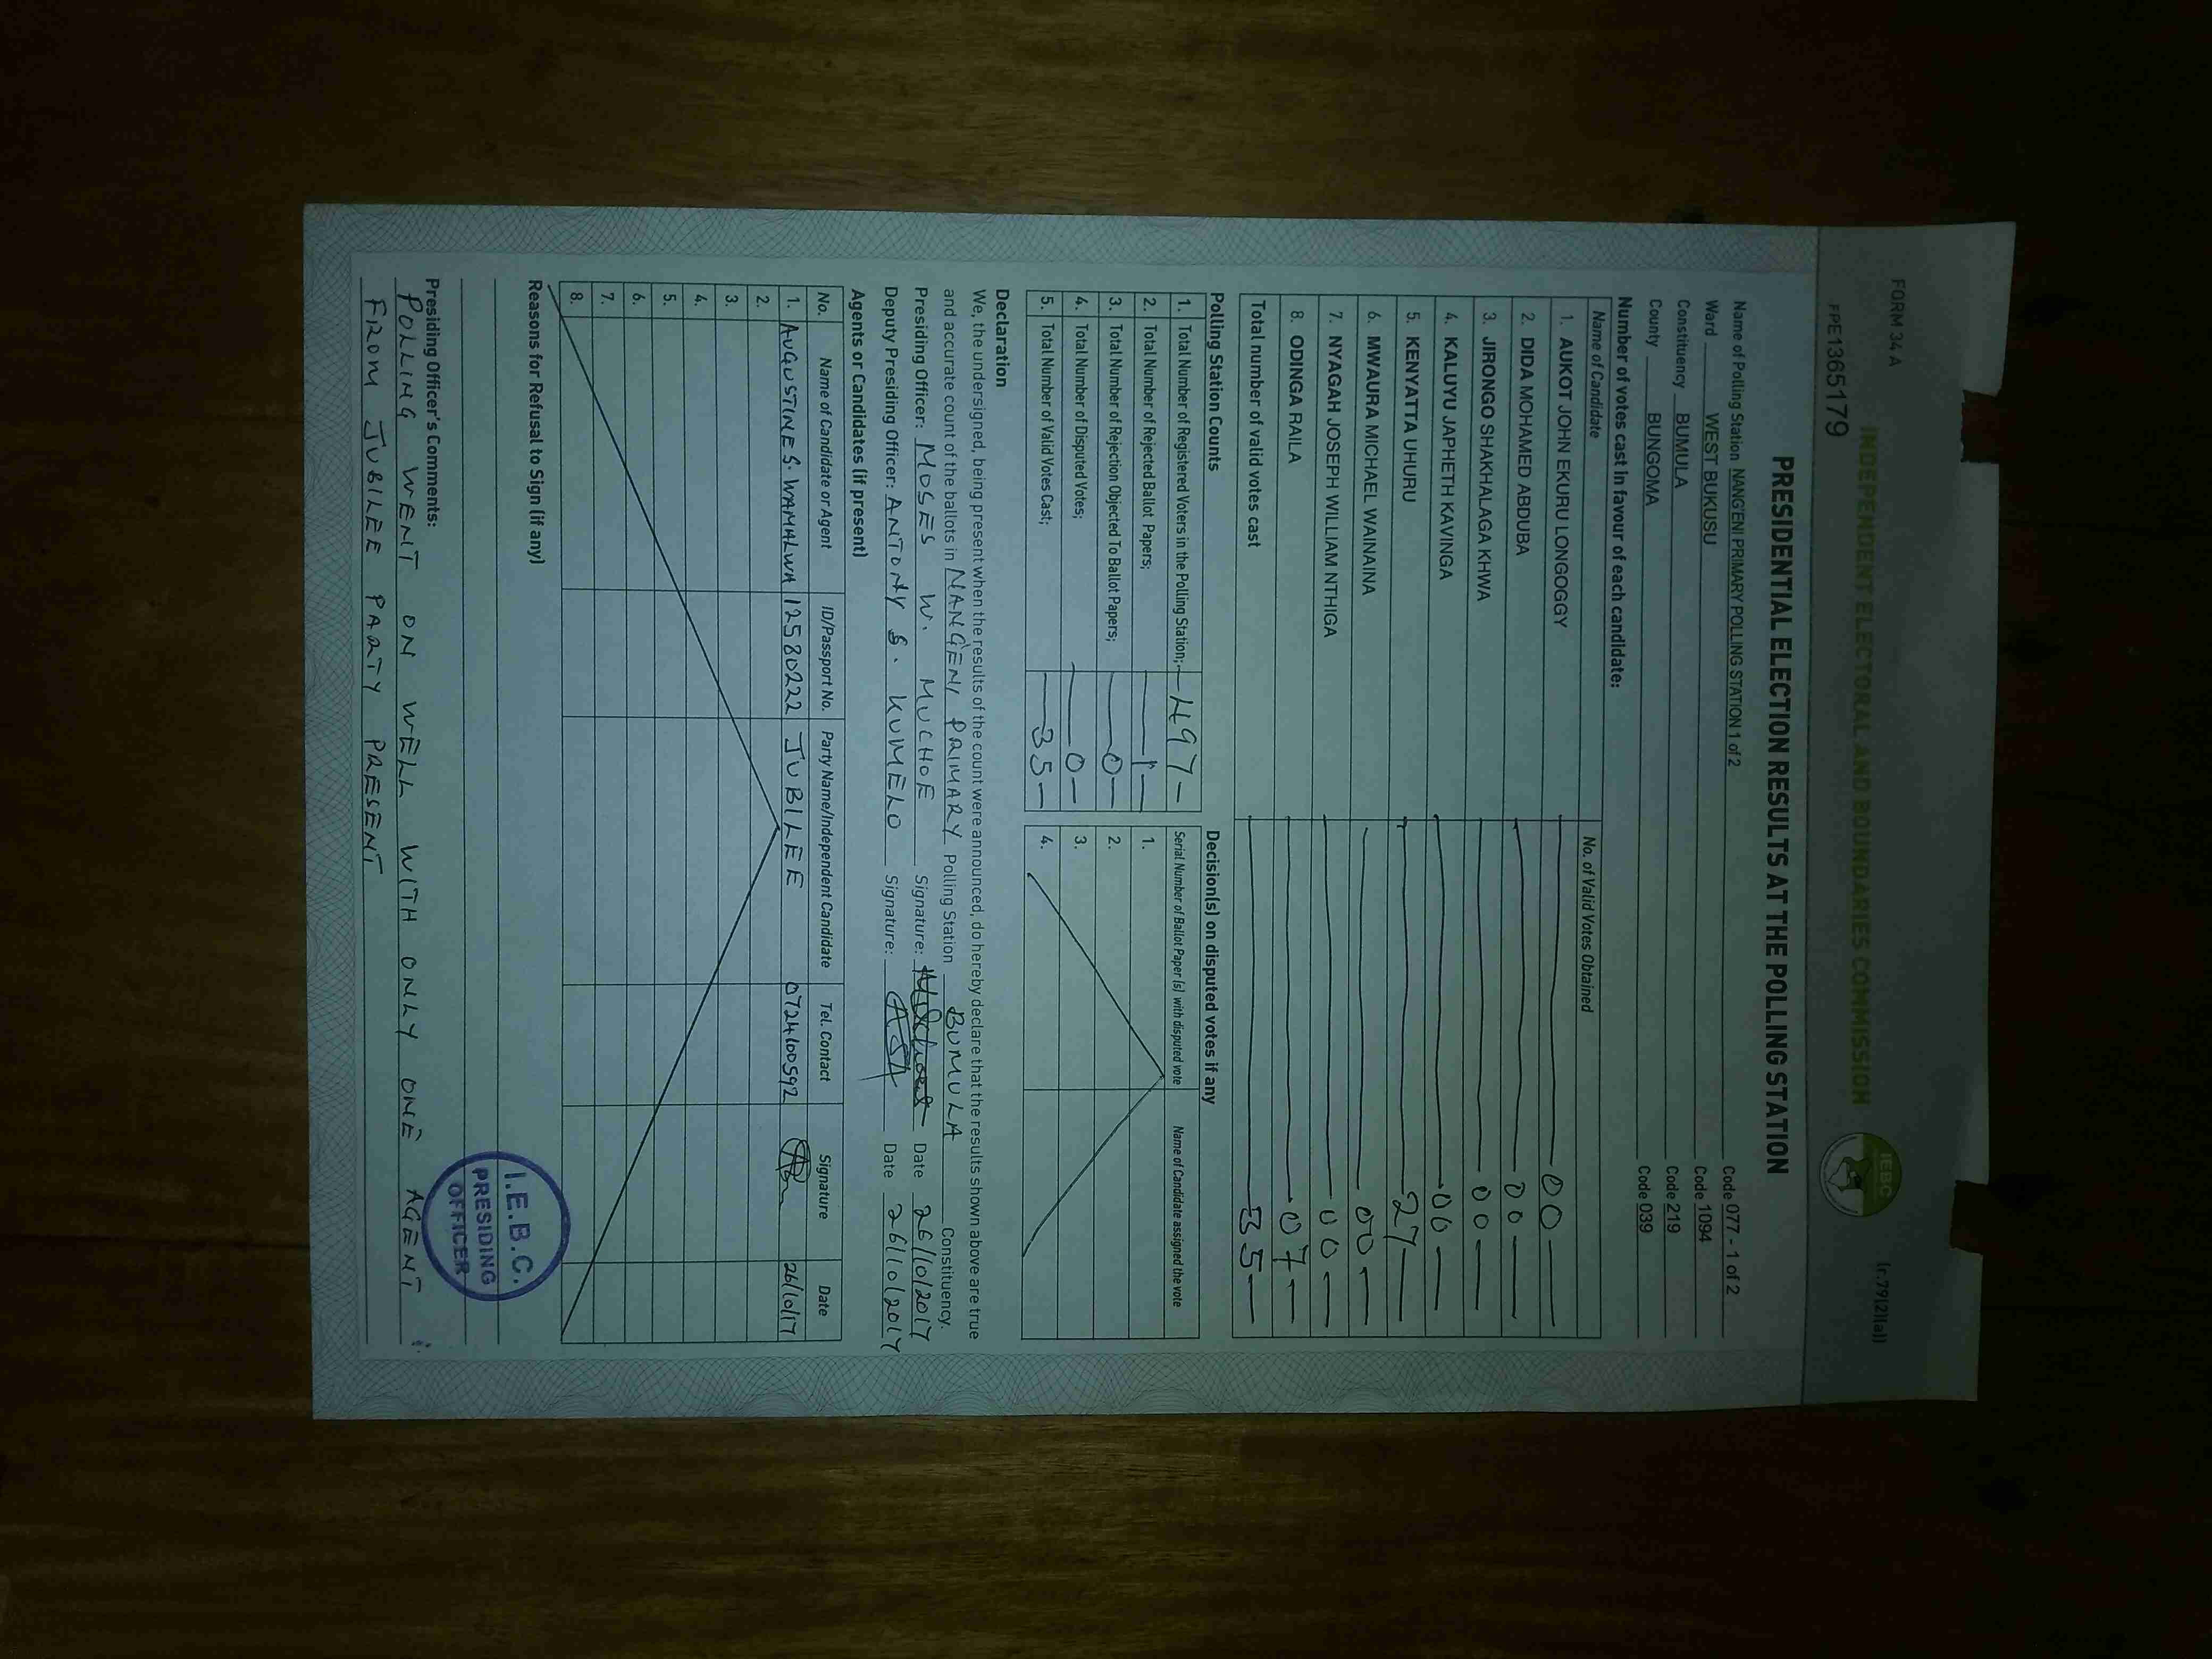 FORM 34 A
(r.79(2)(a))
INDEPENDENT ELECTORAL AND BOUNDARIES COMMISSION
IEBC
FPE1365179
PRESIDENTIAL ELECTION RESULTS AT THE POLLING STATION
Name of Polling Station NANG'ENI PRIMARY POLLING STATION 1 of 2 Code 077 - 1 of 2
Ward WEST BUKUSU Code 1094
Constituency BUMULA Code 219
County BUNGOMA Code 039
Number of votes cast in favour of each candidate:
Name of Candidate No. of Valid Votes Obtained
1. AUKOT JOHN EKURU LONGOGGY 00
2. DIDA MOHAMED ABDUBA 00
3. JIRONGO SHAKHALAGA KHWA 00
4. KALUYU JAPHETH KAVINGA 00
5. KENYATTA UHURU 27
6. MWAURA MICHAEL WAINAINA 00
7. NYAGAH JOSEPH WILLIAM NTHIGA 00
8. ODINGA RAILA 07
Total number of valid votes cast 35
Polling Station Counts
1. Total Number of Registered Voters in the Polling Station; 497
2. Total Number of Rejected Ballot Papers; 1
3. Total Number of Rejection Objected To Ballot Papers; 0
4. Total Number of Disputed Votes; 0
5. Total Number of Valid Votes Cast; 35
Decision(s) on disputed votes if any
Serial Number of Ballot Paper (s) with disputed vote Name of Candidate assigned the vote
1.
2.
3.
4.
Declaration
We, the undersigned, being present when the results of the count were announced, do hereby declare that the results shown above are true
and accurate count of the ballots in NANG'ENI PRIMARY Polling Station BUMULA Constituency.
Presiding Officer: MOSES W. MUCHOE Signature: Date 26/10/2017
Deputy Presiding Officer: ANTONY S. KUMELO Signature: Date 26/10/2017
Agents or Candidates (if present)
No. Name of Candidate or Agent ID/Passport No. Party Name/Independent Candidate Tel. Contact Signature Date
1. AUGUSTINE S. WAMALWA 12580222 JUBILEE 0724100592 26/10/17
2.
3.
4.
5.
6.
7.
8.
Reasons for Refusal to Sign (if any)
I.E.B.C.
PRESIDING
OFFICER
Presiding Officer's Comments:
POLLING WENT ON WELL WITH ONLY ONE AGENT
FROM JUBILEE PARTY PRESENT